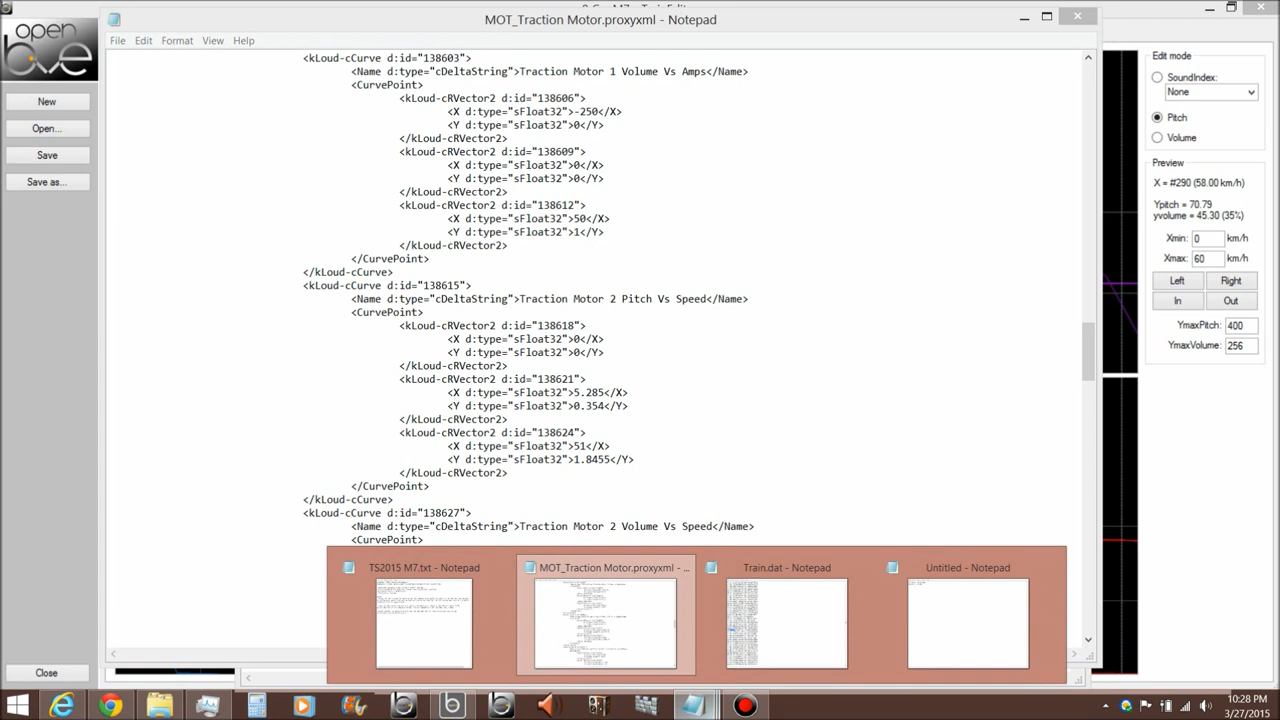 MOT_Traction Motor.proxyxml - Notepad
open
bve
File Edit Format View Help
New
Open...
Save
Save as...
Close
<kLoud-cCurve d:id="138603">
<Name d:type="cDeltaString">Traction Motor 1 Volume Vs Amps</Name>
<CurvePoint>
<kLoud-cRVector2 d:id="138606">
<X d:type="sFloat32">-250</X>
<Y d:type="sFloat32">0</Y>
</kLoud-cRVector2>
<kLoud-cRVector2 d:id="138609">
<X d:type="sFloat32">0</X>
<Y d:type="sFloat32">0</Y>
</kLoud-cRVector2>
<kLoud-cRVector2 d:id="138612">
<X d:type="sFloat32">50</X>
<Y d:type="sFloat32">1</Y>
</kLoud-cRVector2>
</CurvePoint>
</kLoud-cCurve>
<kLoud-cCurve d:id="138615">
<Name d:type="cDeltaString">Traction Motor 2 Pitch Vs Speed</Name>
<CurvePoint>
<kLoud-cRVector2 d:id="138618">
<X d:type="sFloat32">0</X>
<Y d:type="sFloat32">0</Y>
</kLoud-cRVector2>
<kLoud-cRVector2 d:id="138621">
<X d:type="sFloat32">5.285</X>
<Y d:type="sFloat32">0.354</Y>
</kLoud-cRVector2>
<kLoud-cRVector2 d:id="138624">
<X d:type="sFloat32">51</X>
<Y d:type="sFloat32">1.8455</Y>
</kLoud-cRVector2>
</CurvePoint>
</kLoud-cCurve>
<kLoud-cCurve d:id="138627">
<Name d:type="cDeltaString">Traction Motor 2 Volume Vs Speed</Name>
<CurvePoint>
Edit mode
SoundIndex:
None
Pitch
Volume
Preview
X = #290 (58.00 km/h)
Ypitch = 70.79
yvolume = 45.30 (35%)
Xmin: 0 km/h
Xmax: 60 km/h
Left Right
In Out
YmaxPitch: 400
YmaxVolume: 256
TS2015 M7.txt - Notepad
MOT_Traction Motor.proxyxml - ...
Train.dat - Notepad
Untitled - Notepad
10:28 PM
3/27/2015